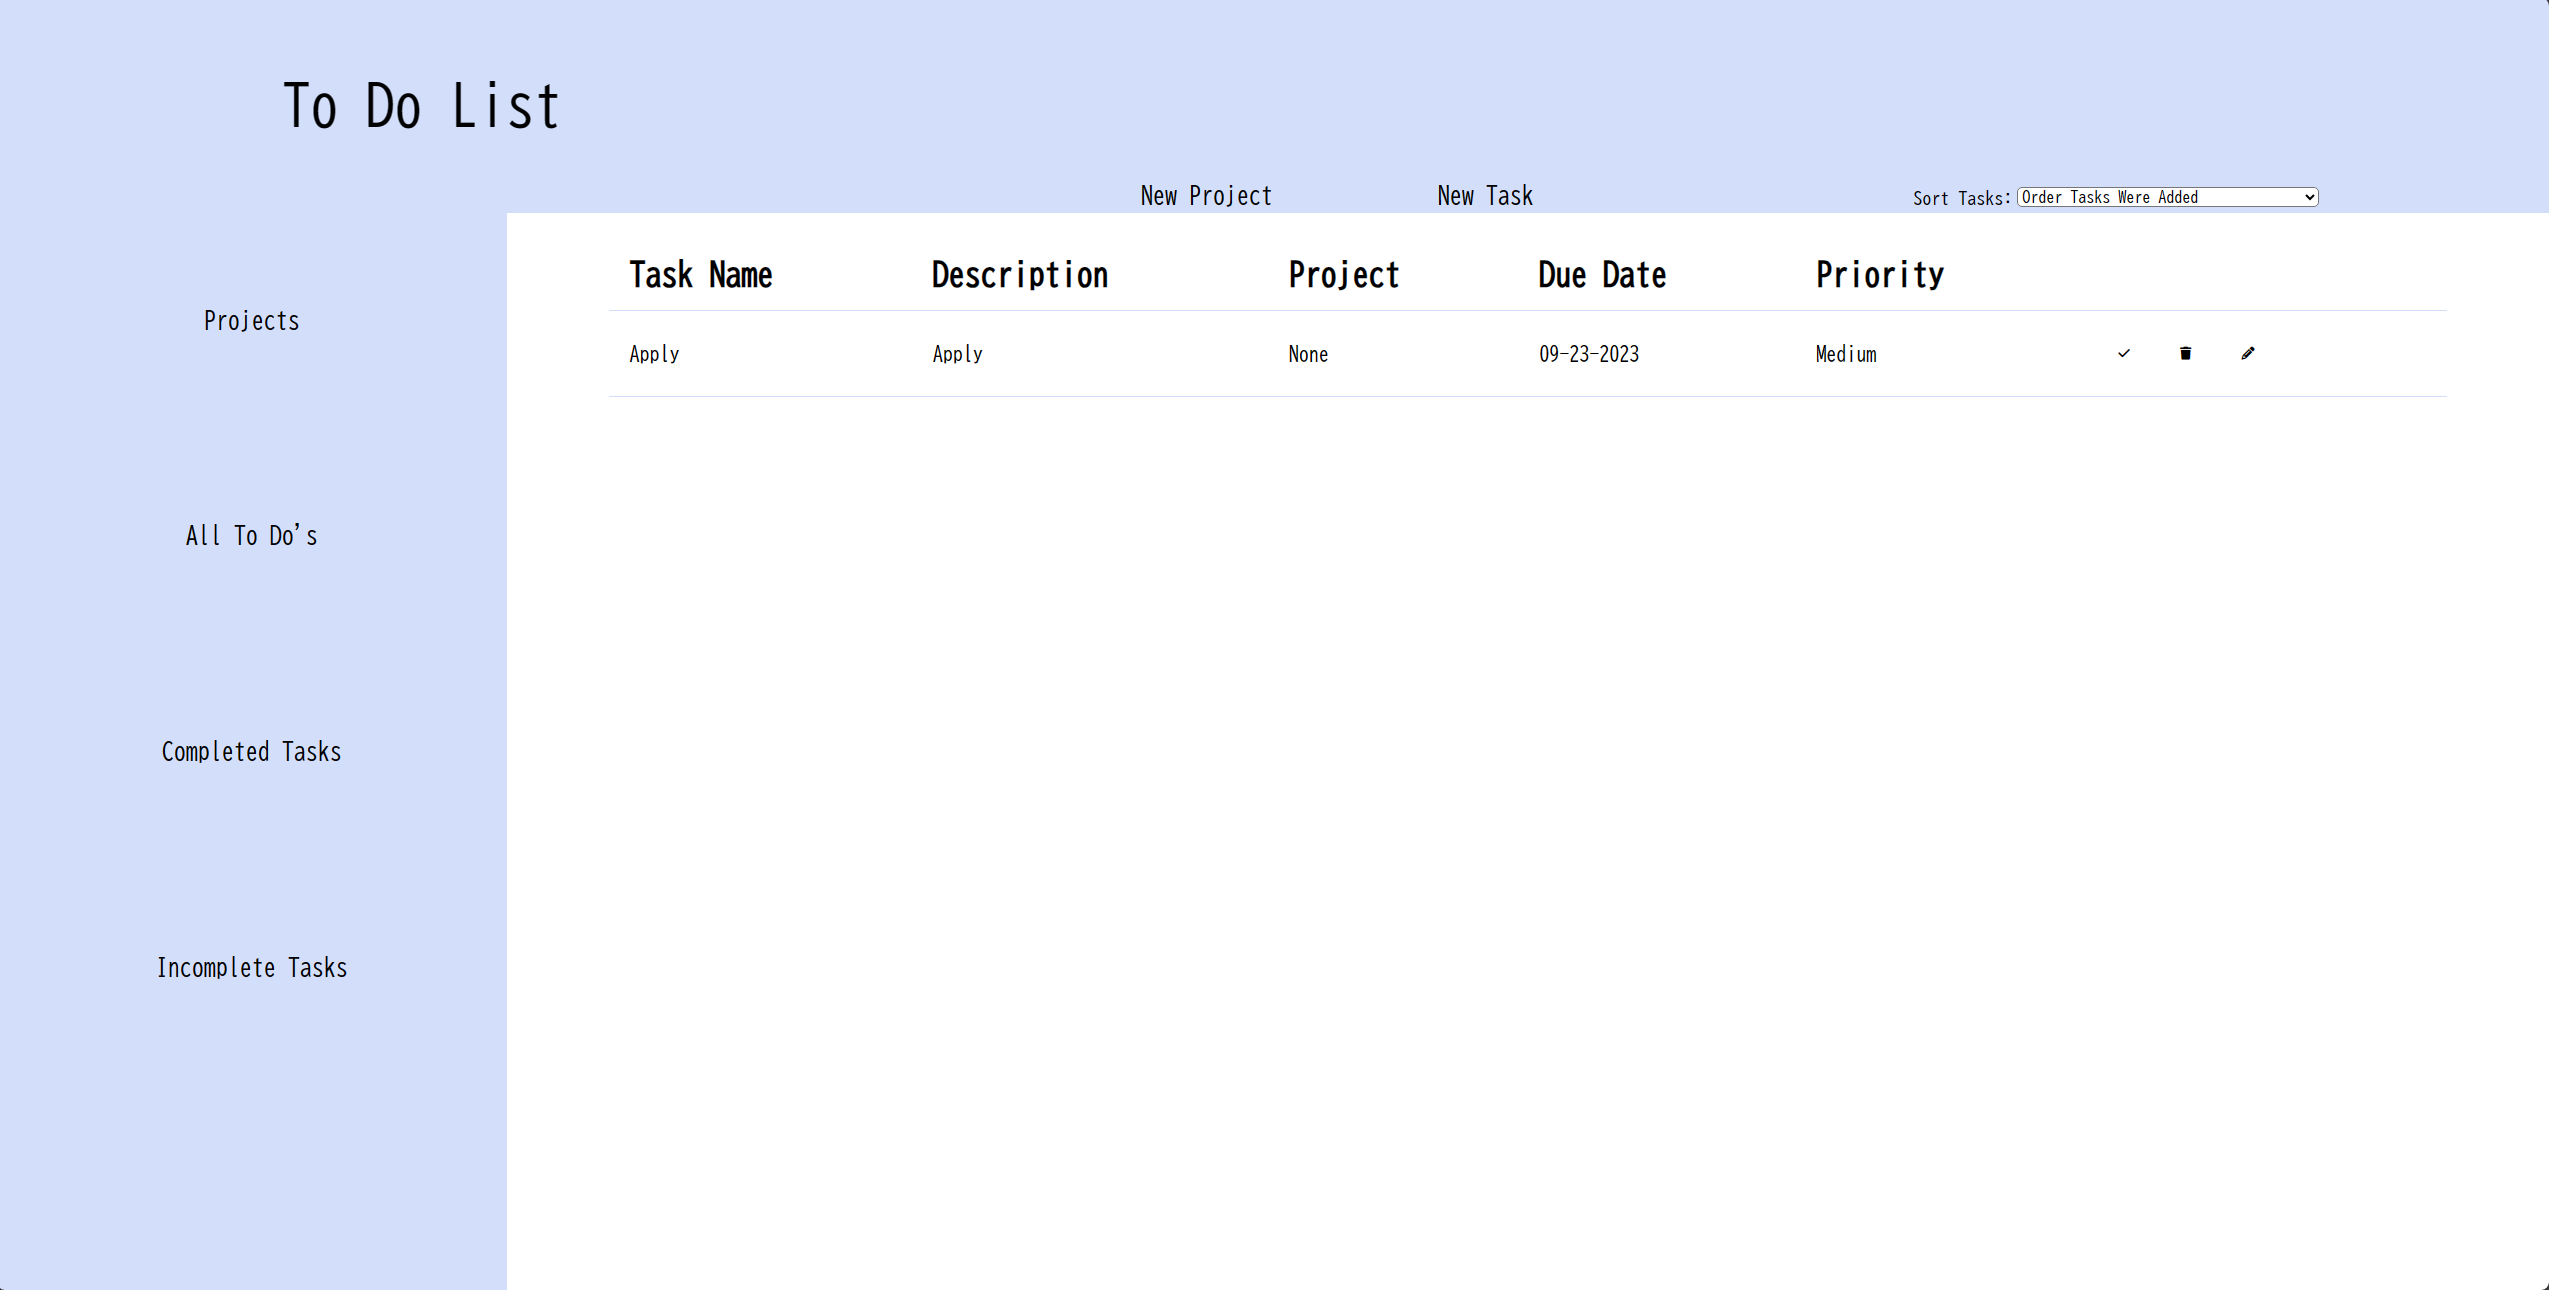 To Do List
New Project New Task Sort Tasks: Order Tasks Were Added
Projects
All To Do's
Completed Tasks
Incomplete Tasks
Task Name Description Project Due Date Priority
Apply Apply None 09-23-2023 Medium